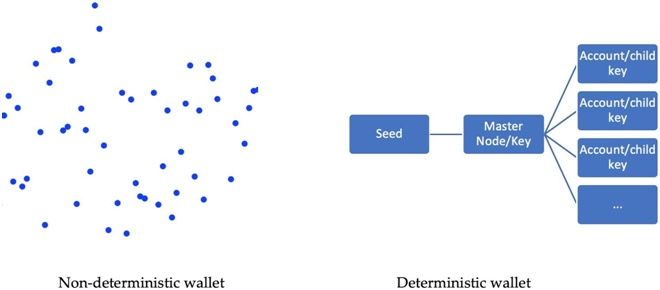 Seed
Master
Node/Key
Account/child
key
Account/child
key
Account/child
key
...
Non-deterministic wallet
Deterministic wallet